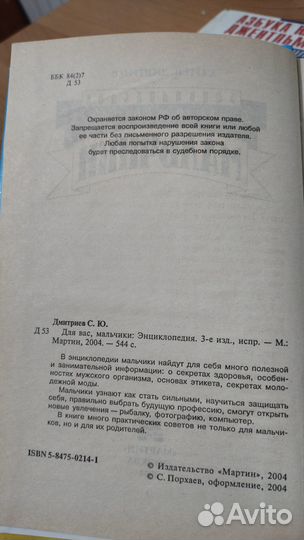 АЗБУКА
ДЖЕНТЛЬМ
ББК 84(2)7
Д 53
Охраняется законом РФ об авторском праве.
Запрещается воспроизведение всей книги или любой
ее части без письменного разрешения издателя.
Любая попытка нарушения закона
будет преследоваться в судебном порядке.
Дмитриев С. Ю.
Д 53 Для вас, мальчики: Энциклопедия. 3-е изд., испр. — М.:
Мартин, 2004. — 544 с.
В энциклопедии мальчики найдут для себя много полезной
и занимательной информации: о секретах здоровья, особен-
ностях мужского организма, основах этикета, секретах моло-
дежной моды.
Мальчики узнают как стать сильными, научиться защищать
себя, правильно выбрать будущую профессию, смогут открыть
новые увлечения — рыбалку, фотографию, компьютер.
В книге много практических советов не только для мальчи-
ков, но и для их родителей.
ISBN 5-8475-0214-1
© Издательство «Мартин», 2004
© С. Порхаев, оформление, 2004
Avito